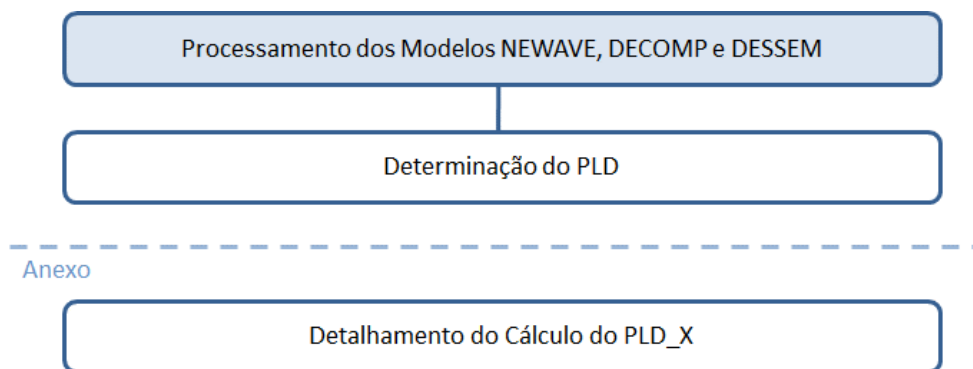 Processamento dos Modelos NEWAVE, DECOMP e DESSEM
Determinação do PLD
Anexo
Detalhamento do Cálculo do PLD_X